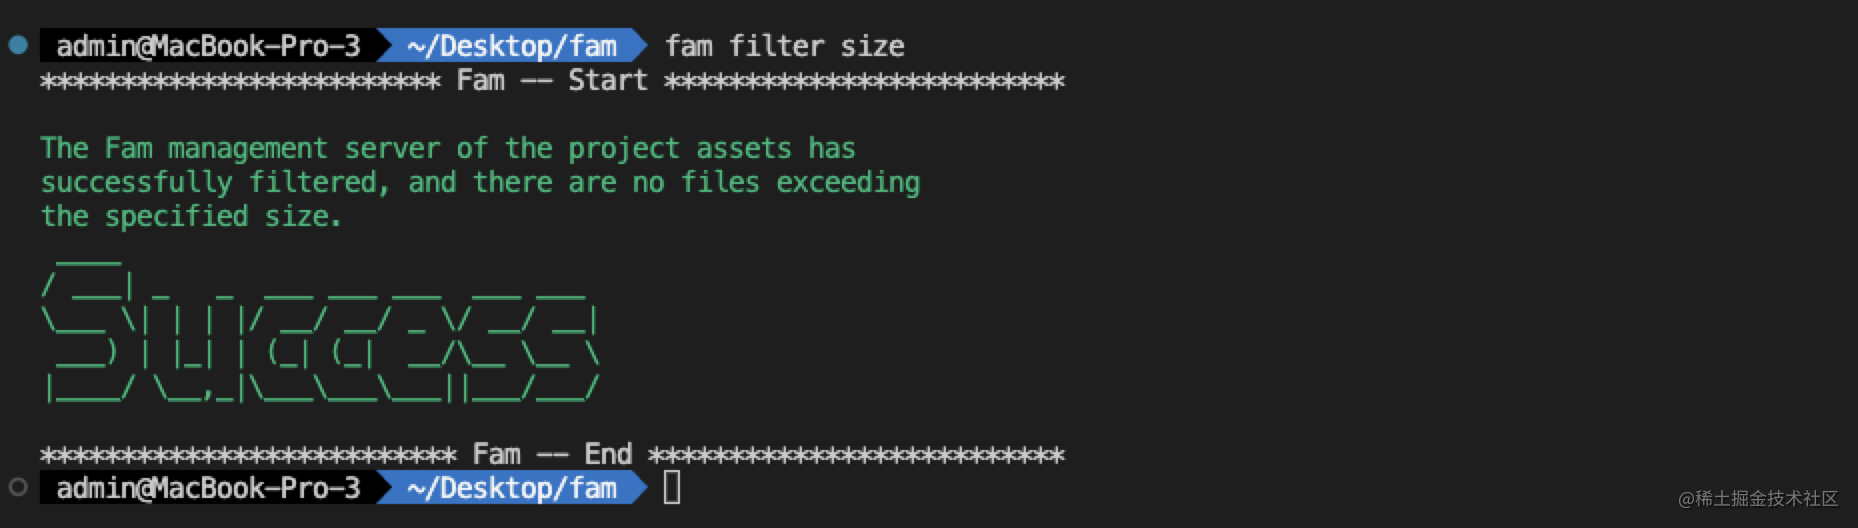 admin@MacBook-Pro-3 ~/Desktop/fam fam filter size
************************* Fam -- Start *************************
The Fam management server of the project assets has
successfully filtered, and there are no files exceeding
the specified size.
Success
************************** Fam -- End **************************
admin@MacBook-Pro-3 ~/Desktop/fam
@稀土掘金技术社区